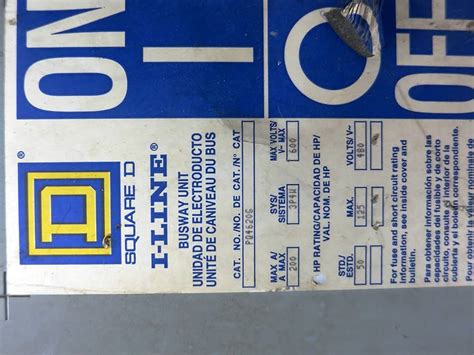 ON I
O OFF
SQUARE D ®
I-LINE®
BUSWAY UNIT
UNIDAD DE ELECTRODUCTO
UNITÉ DE CANIVEAU DU BUS
CAT. NO./NO. DE CAT./N° CAT
PQ4620G
MAX A/ SYS/ MAX VOLTS/
A MAX. SISTEMA V~ MAX
200 3P4W 600
HP RATING/CAPACIDAD DE HP/
VAL. NOM. DE HP
STD/ MAX. VOLTS/ V~
ESTD.
50 125 480
For fuse and short circuit rating
information, see inside cover and
bulletin.
Para obtener información sobre las
capacidades del fusible y de corto
circuito, consulte el interior de la
cubierta y el boletín.